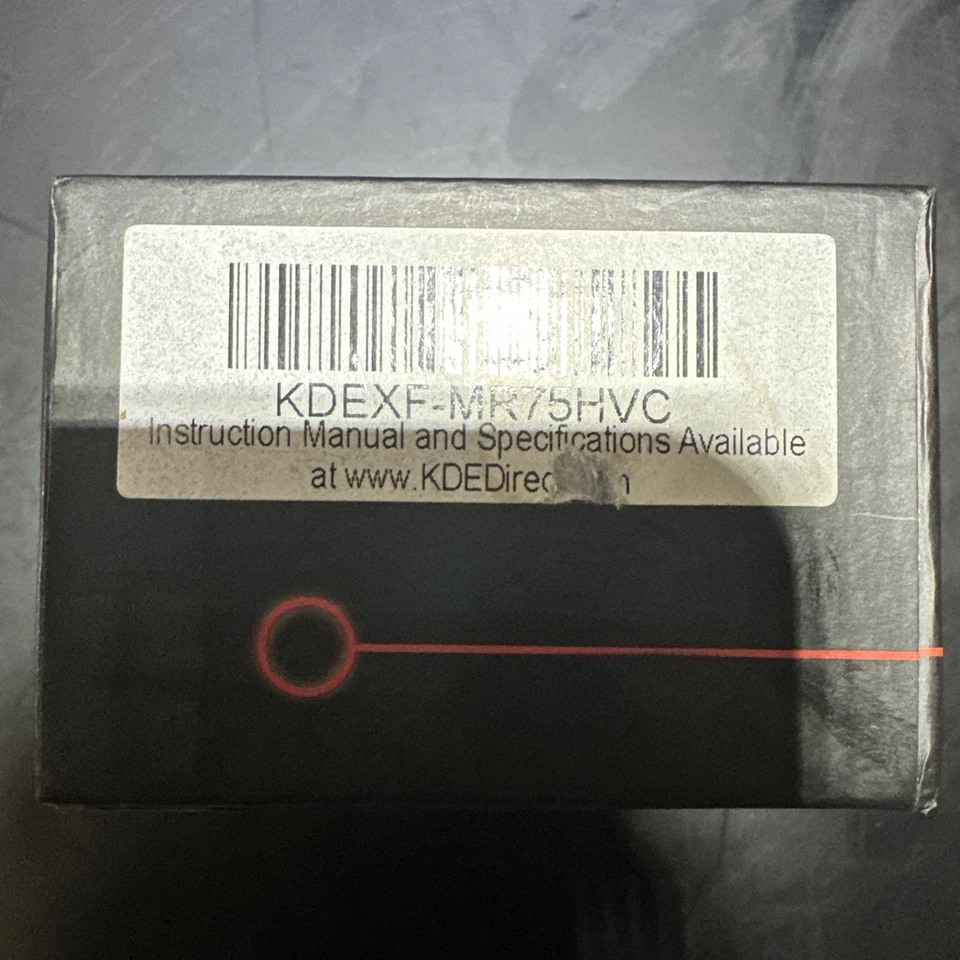 KDEXF-MR75HVC
Instruction Manual and Specifications Available
at